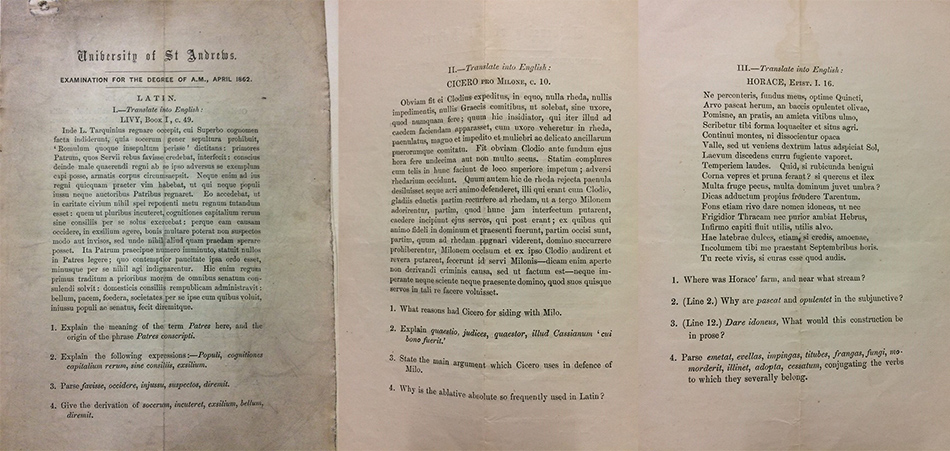 University of St Andrews.
EXAMINATION FOR THE DEGREE OF A.M., APRIL 1862.
LATIN.
I.—Translate into English:
LIVY, BOOK I, c. 49.
Inde L. Tarquinius regnare occepit, cui Superbo cognomen
facta indiderunt, quia socerum gener sepultura prohibuit,
'Romulum quoque insepultum perisse' dictitans: primores
Patrum, quos Servii rebus favisse credebat, interfecit: conscius
deinde male quaerendi regni ab se ipso adversus se exemplum
capi posse, armatis corpus circumsepsit. Neque enim ad ius
regni quicquam praeter vim habebat, ut qui neque populi
iussu neque auctoribus Patribus regnaret. Eo accedebat, ut
in caritate civium nihil spei reponenti metu regnum tutandum
esset: quem ut pluribus incuteret, cognitiones capitalium rerum
sine consiliis per se solus exercebat: perque eam causam
occidere, in exsilium agere, bonis multare poterat non suspectos
modo aut invisos, sed unde nihil aliud quam praedam sperare
posset. Ita Patrum praecipue numero imminuto, statuit nullos
in Patres legere; quo contemptior paucitate ipsa ordo esset,
minusque per se nihil agi indignarentur. Hic enim regum
primus traditum a prioribus morem de omnibus senatum con-
sulendi solvit: domesticis consiliis rempublicam administravit:
bellum, pacem, foedera, societates per se ipse cum quibus voluit,
iniussu populi ac senatus, fecit diremitque.
1. Explain the meaning of the term Patres here, and the
origin of the phrase Patres conscripti.
2. Explain the following expressions:—Populi, cognitiones
capitalium rerum, sine consiliis, exsilium.
3. Parse favisse, occidere, injussu, suspectos, diremit.
4. Give the derivation of socerum, incuteret, exsilium, bellum,
diremit.
II.—Translate into English:
CICERO PRO MILONE, c. 10.
Obviam fit ei Clodius expeditus, in equo, nulla rheda, nullis
impedimentis, nullis Graecis comitibus, ut solebat, sine uxore,
quod numquam fere; quum hic insidiator, qui iter illud ad
caedem faciendam apparasset, cum uxore veheretur in rheda,
paenulatus, magno et impedito et muliebri ac delicato ancillarum
puerorumque comitatu. Fit obviam Clodio ante fundum ejus
hora fere undecima aut non multo secus. Statim complures
cum telis in hunc faciunt de loco superiore impetum; adversi
rhedarium occidunt. Quum autem hic de rheda rejecta paenula
desiluisset seque acri animo defenderet, illi qui erant cum Clodio,
gladiis eductis partim recurrere ad rhedam, ut a tergo Milonem
adorirentur, partim, quod hunc jam interfectum putarent,
caedere incipiunt ejus servos, qui post erant; ex quibus qui
animo fideli in dominum et praesenti fuerunt, partim occisi sunt,
partim, quum ad rhedam pugnari viderent, domino succurrere
prohiberentur, Milonem occisum et ex ipso Clodio audirent et
revera putarent, fecerunt id servi Milonis—dicam enim aperto
non derivandi criminis causa, sed ut factum est—neque im-
perante neque sciente neque praesente domino, quod suos quisque
servos in tali re facere voluisset.
1. What reasons had Cicero for siding with Milo.
2. Explain quaestio, judices, quaestor, illud Cassianum 'cui
bono fuerit.'
3. State the main argument which Cicero uses in defence of
Milo.
4. Why is the ablative absolute so frequently used in Latin?
III.—Translate into English:
HORACE, EPIST. I. 16.
Ne perconteris, fundus meus, optime Quincti,
Arvo pascat herum, an baccis opulentet olivae,
Pomisne, an pratis, an amicta vitibus ulmo,
Scribetur tibi forma loquaciter et situs agri.
Continui montes, ni dissocientur opaca
Valle, sed ut veniens dextrum latus adspiciat Sol,
Laevum discedens curru fugiente vaporet.
Temperiem laudes. Quid, si rubicunda benigni
Corna vepres et pruna ferant? si quercus et ilex
Multa fruge pecus, multa dominum juvet umbra?
Dicas adductum propius frondere Tarentum.
Fons etiam rivo dare nomen idoneus, ut nec
Frigidior Thracam nec purior ambiat Hebrus,
Infirmo capiti fluit utilis, utilis alvo.
Hae latebrae dulces, etiam, si credis, amoenae,
Incolumem tibi me praestant Septembribus horis.
Tu recte vivis, si curas esse quod audis.
1. Where was Horace' farm, and near what stream?
2. (Line 2.) Why are pascat and opulentet in the subjunctive?
3. (Line 12.) Dare idoneus, What would this construction be
in prose?
4. Parse emetat, evellas, impingas, titubes, frangas, fungi, mo-
morderit, illinet, adopta, cessatum, conjugating the verbs
to which they severally belong.